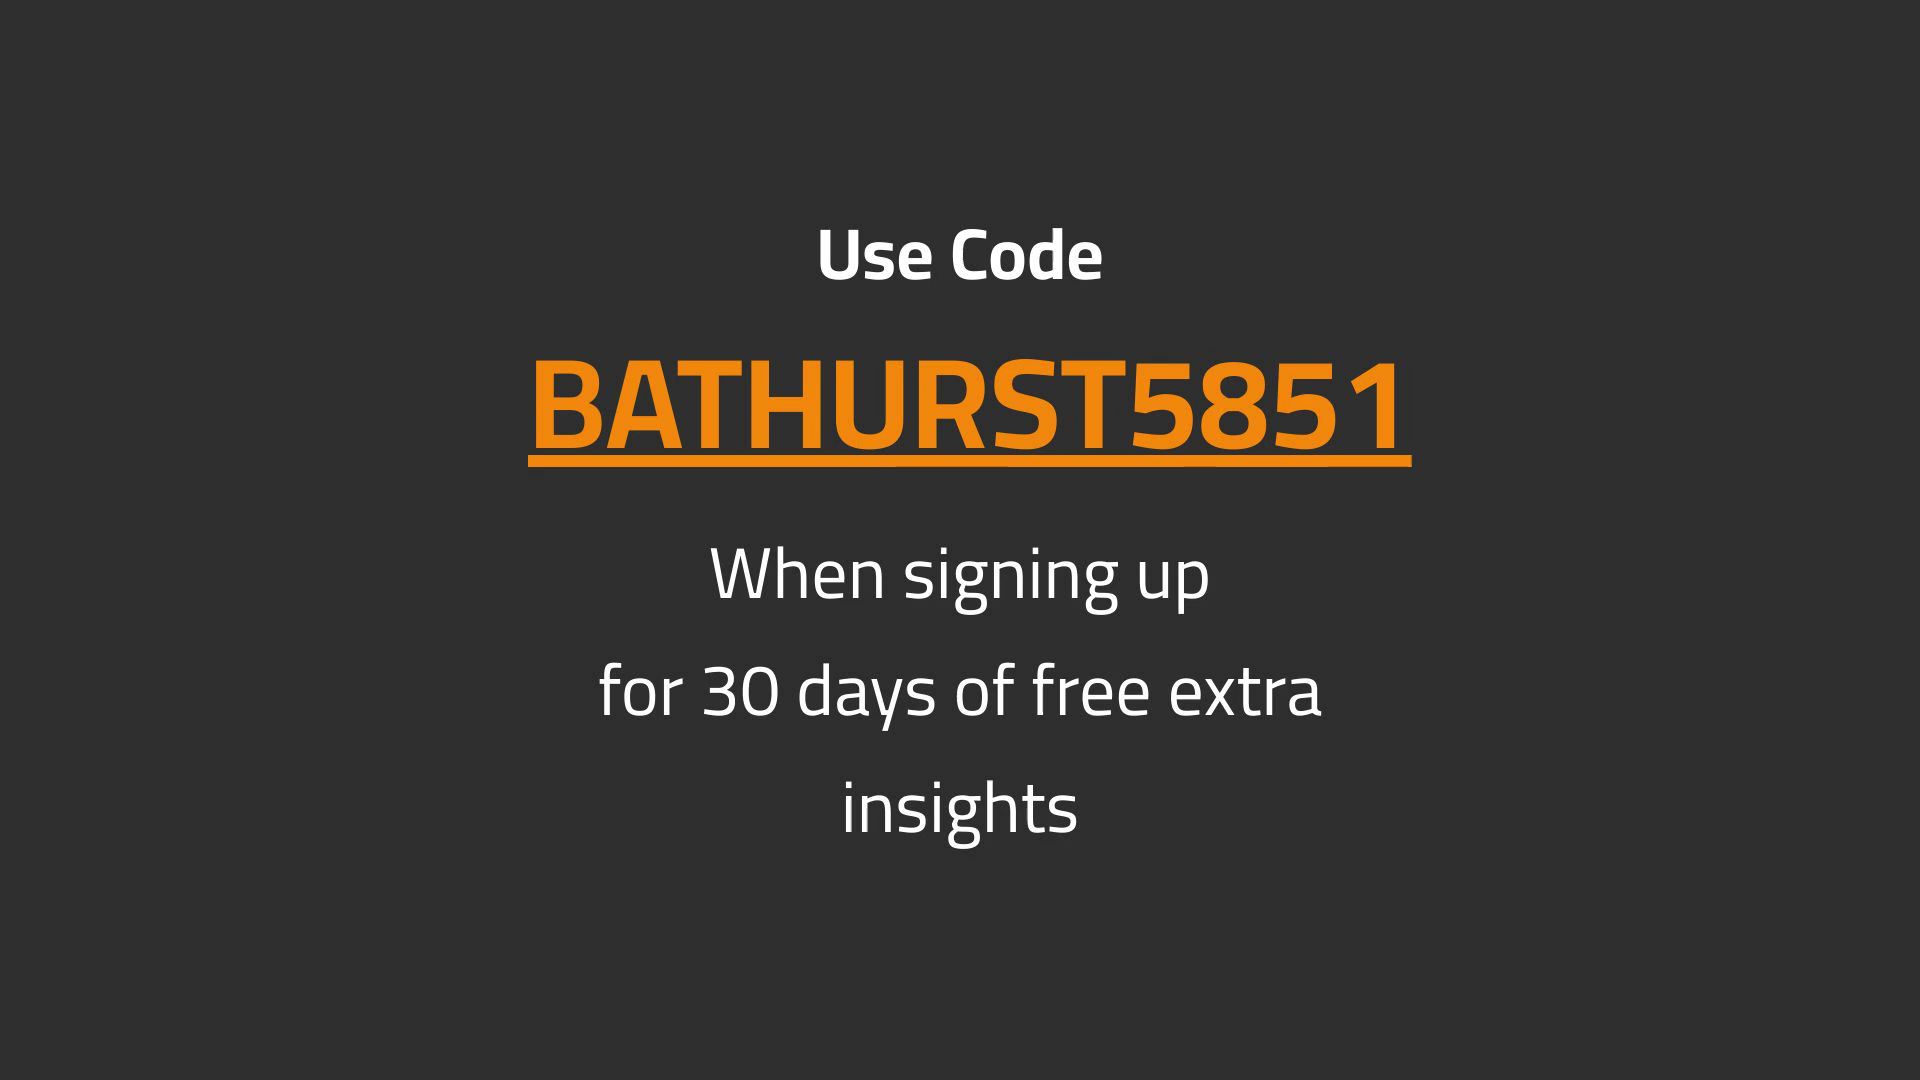 Use Code
BATHURST5851
When signing up
for 30 days of free extra
insights